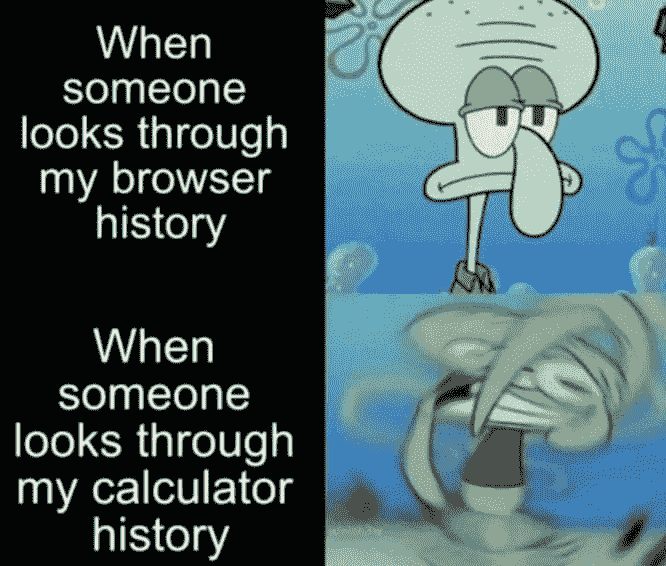 When
someone
looks through
my browser
history
When
someone
looks through
my calculator
history